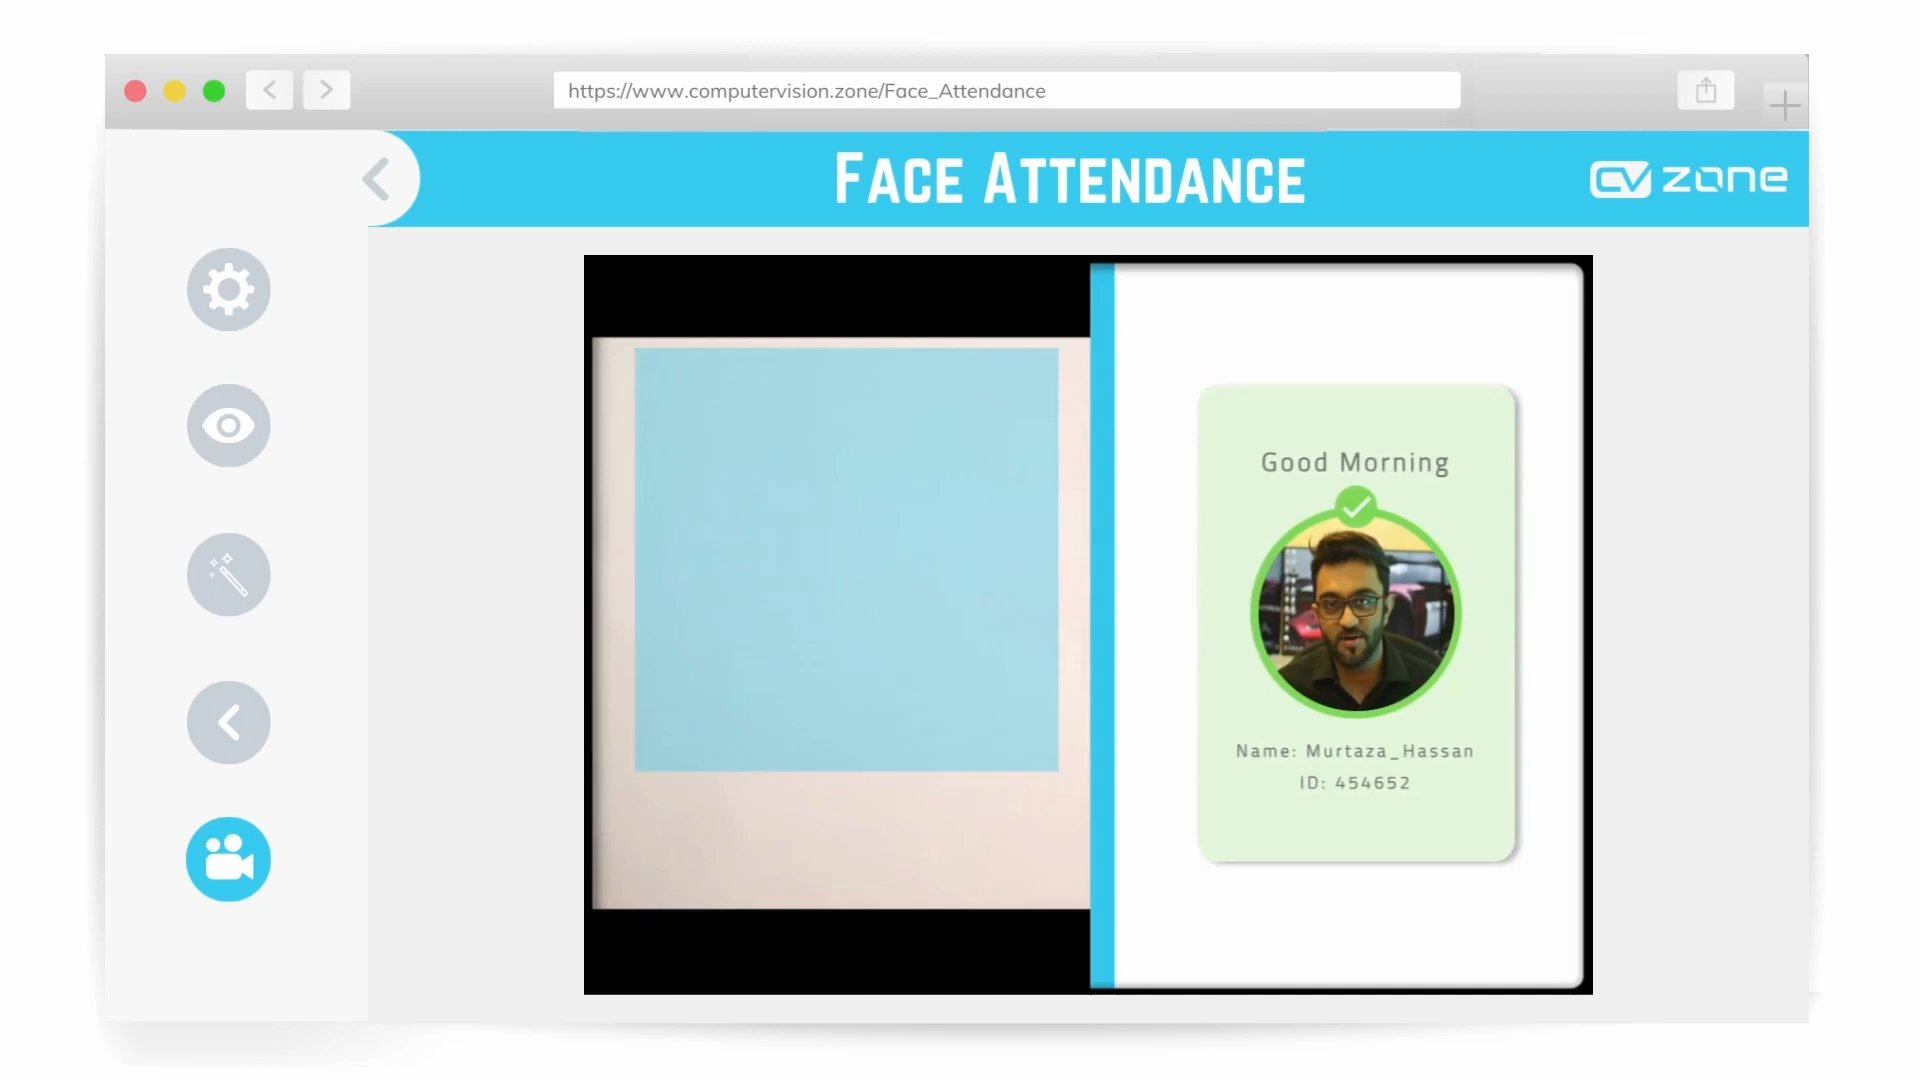 https://www.computervision.zone/Face_Attendance
Face Attendance
CV zone
Good Morning
Name: Murtaza_Hassan
ID: 454652